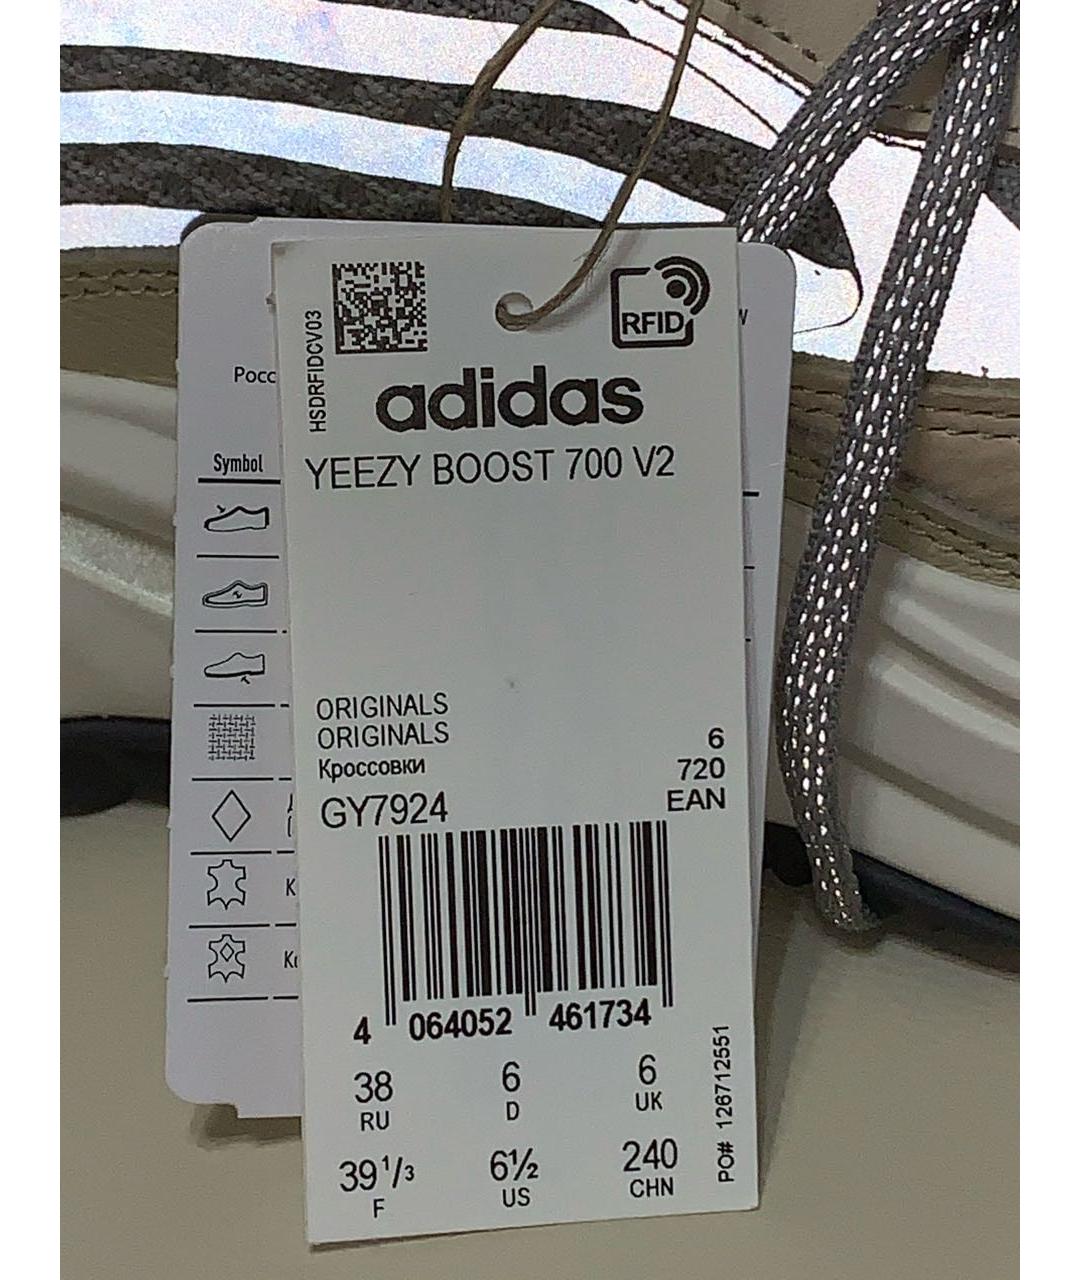 HSDRFIDCV03
RFID
adidas
YEEZY BOOST 700 V2
Symbol
ORIGINALS
ORIGINALS
Кроссовки
GY7924
6
720
EAN
4 064052 461734
38 RU
6 D
6 UK
39 1/3 F
6½ US
240 CHN
PO# 126712551